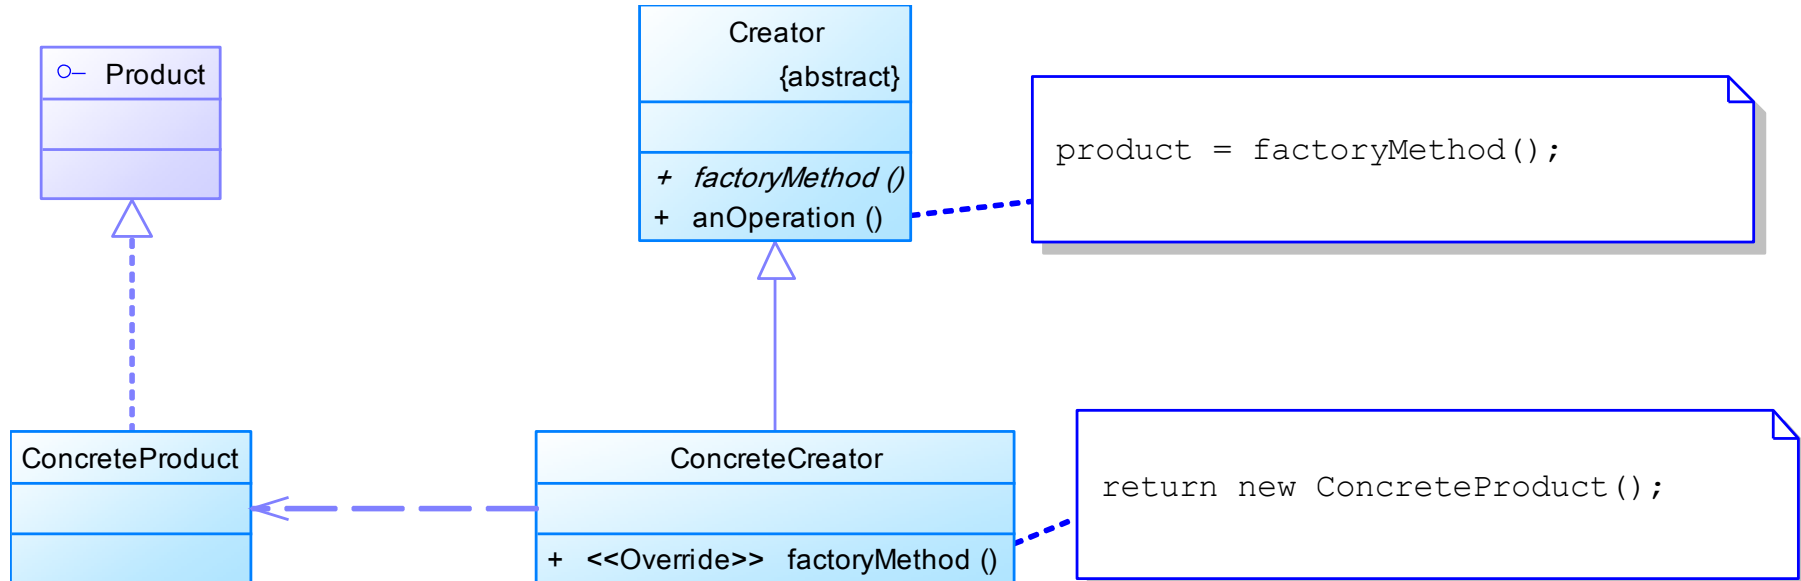 Product
Creator
{abstract}
+ factoryMethod ()
+ anOperation ()
product = factoryMethod();
ConcreteProduct
ConcreteCreator
+ <<Override>> factoryMethod ()
return new ConcreteProduct();